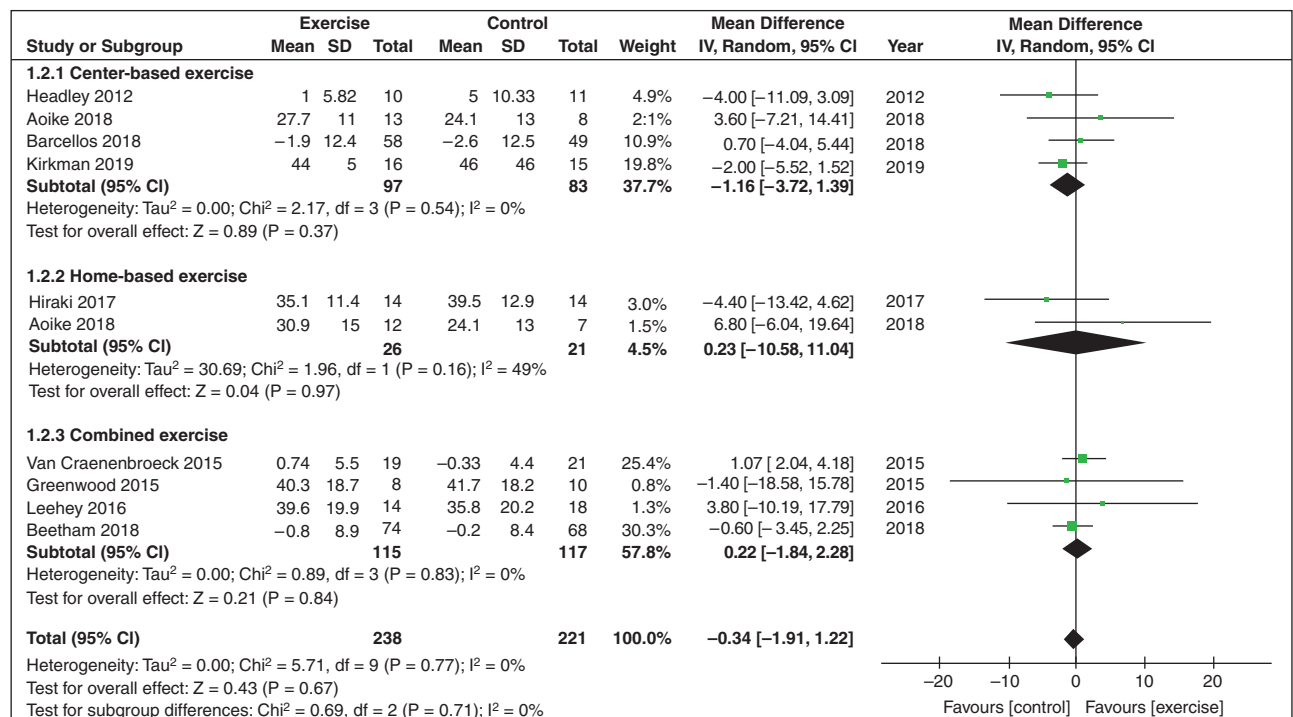 Exercise Control Mean Difference Mean Difference
Study or Subgroup Mean SD Total Mean SD Total Weight IV, Random, 95% CI Year IV, Random, 95% CI
1.2.1 Center-based exercise
Headley 2012 1 5.82 10 5 10.33 11 4.9% −4.00 [−11.09, 3.09] 2012
Aoike 2018 27.7 11 13 24.1 13 8 2:1% 3.60 [−7.21, 14.41] 2018
Barcellos 2018 −1.9 12.4 58 −2.6 12.5 49 10.9% 0.70 [−4.04, 5.44] 2018
Kirkman 2019 44 5 16 46 46 15 19.8% −2.00 [−5.52, 1.52] 2019
Subtotal (95% CI) 97 83 37.7% −1.16 [−3.72, 1.39]
Heterogeneity: Tau² = 0.00; Chi² = 2.17, df = 3 (P = 0.54); I² = 0%
Test for overall effect: Z = 0.89 (P = 0.37)
1.2.2 Home-based exercise
Hiraki 2017 35.1 11.4 14 39.5 12.9 14 3.0% −4.40 [−13.42, 4.62] 2017
Aoike 2018 30.9 15 12 24.1 13 7 1.5% 6.80 [−6.04, 19.64] 2018
Subtotal (95% CI) 26 21 4.5% 0.23 [−10.58, 11.04]
Heterogeneity: Tau² = 30.69; Chi² = 1.96, df = 1 (P = 0.16); I² = 49%
Test for overall effect: Z = 0.04 (P = 0.97)
1.2.3 Combined exercise
Van Craenenbroeck 2015 0.74 5.5 19 −0.33 4.4 21 25.4% 1.07 [ 2.04, 4.18] 2015
Greenwood 2015 40.3 18.7 8 41.7 18.2 10 0.8% −1.40 [−18.58, 15.78] 2015
Leehey 2016 39.6 19.9 14 35.8 20.2 18 1.3% 3.80 [−10.19, 17.79] 2016
Beetham 2018 −0.8 8.9 74 −0.2 8.4 68 30.3% −0.60 [− 3.45, 2.25] 2018
Subtotal (95% CI) 115 117 57.8% 0.22 [−1.84, 2.28]
Heterogeneity: Tau² = 0.00; Chi² = 0.89, df = 3 (P = 0.83); I² = 0%
Test for overall effect: Z = 0.21 (P = 0.84)
Total (95% CI) 238 221 100.0% −0.34 [−1.91, 1.22]
Heterogeneity: Tau² = 0.00; Chi² = 5.71, df = 9 (P = 0.77); I² = 0%
Test for overall effect: Z = 0.43 (P = 0.67)
Test for subgroup differences: Chi² = 0.69, df = 2 (P = 0.71); I² = 0%
−20 −10 0 10 20
Favours [control] Favours [exercise]